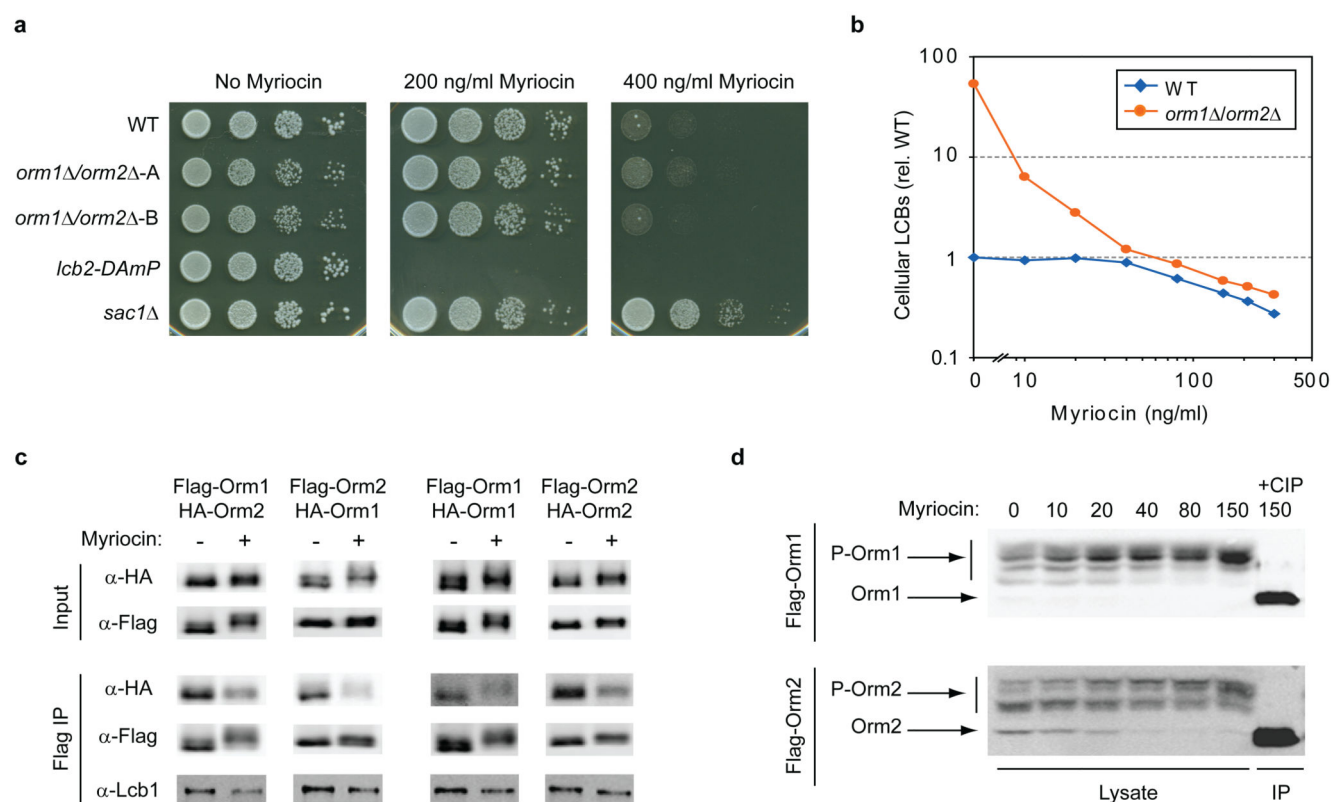 a
No Myriocin
200 ng/ml Myriocin
400 ng/ml Myriocin
WT
orm1Δ/orm2Δ-A
orm1Δ/orm2Δ-B
lcb2-DAmP
sac1Δ
b
Cellular LCBs (rel. WT)
100
10
1
0.1
WT
orm1Δ/orm2Δ
0
10
100
500
Myriocin (ng/ml)
c
Flag-Orm1 Flag-Orm2 Flag-Orm1 Flag-Orm2
HA-Orm2 HA-Orm1 HA-Orm1 HA-Orm2
Myriocin: - + - + - + - +
Input
α-HA
α-Flag
Flag IP
α-HA
α-Flag
α-Lcb1
d
+CIP
Myriocin: 0 10 20 40 80 150 150
Flag-Orm1
P-Orm1
Orm1
Flag-Orm2
P-Orm2
Orm2
Lysate IP